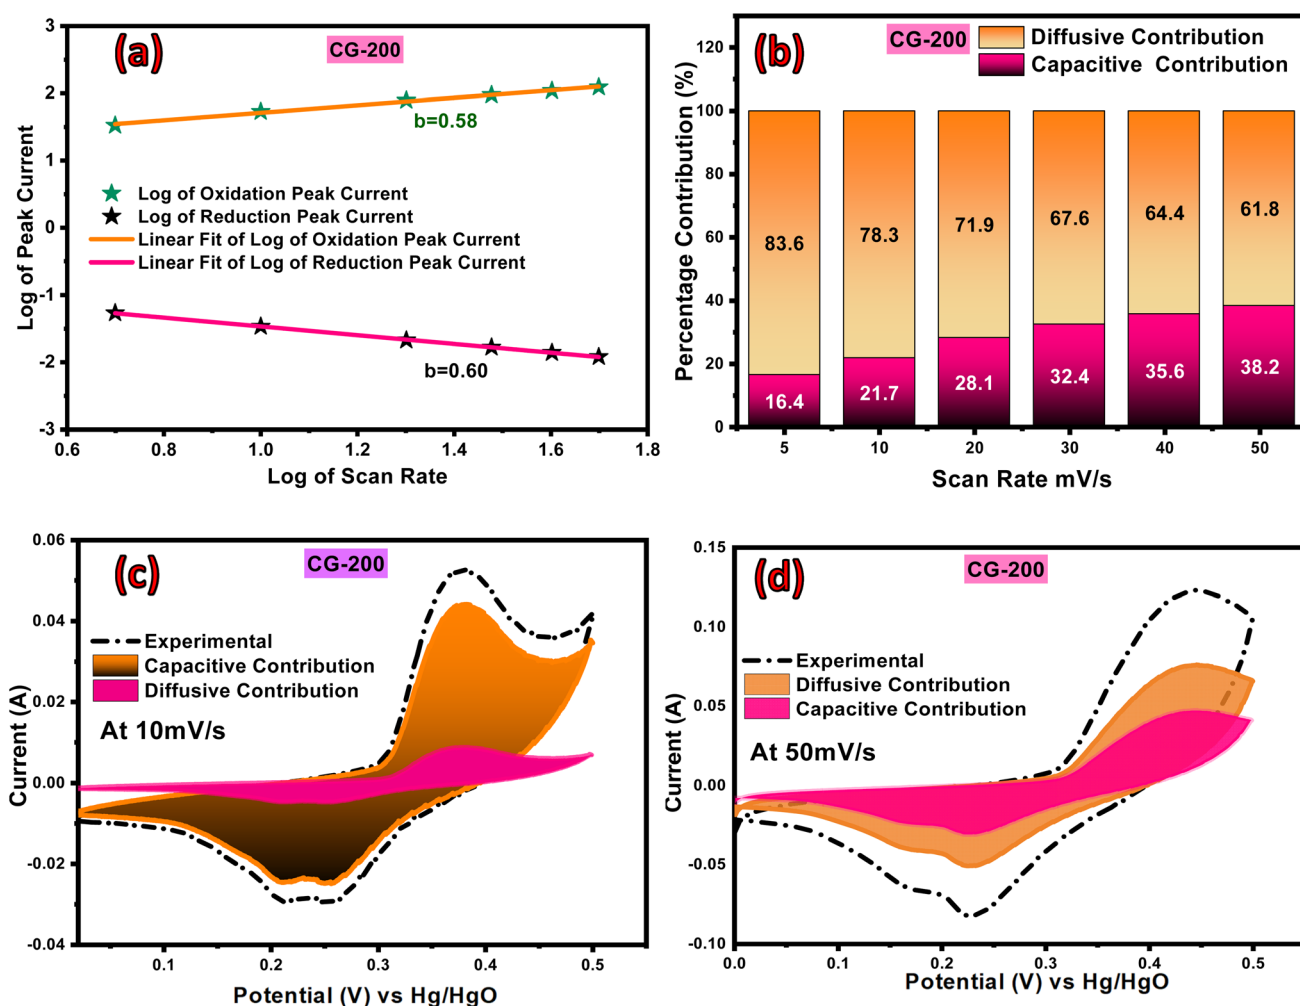 (a)
CG-200
3
2
1
0
-1
-2
-3
b=0.58
Log of Oxidation Peak Current
Log of Reduction Peak Current
Linear Fit of Log of Oxidation Peak Current
Linear Fit of Log of Reduction Peak Current
b=0.60
Log of Peak Current
0.6 0.8 1.0 1.2 1.4 1.6 1.8
Log of Scan Rate
(b)
CG-200
Diffusive Contribution
Capacitive Contribution
120
100
80
60
40
20
0
Percentage Contribution (%)
83.6 78.3 71.9 67.6 64.4 61.8
16.4 21.7 28.1 32.4 35.6 38.2
5 10 20 30 40 50
Scan Rate mV/s
(c)
CG-200
0.06
0.04
0.02
0.00
-0.02
-0.04
Experimental
Capacitive Contribution
Diffusive Contribution
At 10mV/s
Current (A)
0.1 0.2 0.3 0.4 0.5
Potential (V) vs Hg/HgO
(d)
CG-200
0.15
0.10
0.05
0.00
-0.05
-0.10
Experimental
Diffusive Contribution
Capacitive Contribution
At 50mV/s
Current (A)
0.0 0.1 0.2 0.3 0.4 0.5
Potential (V) vs Hg/HgO